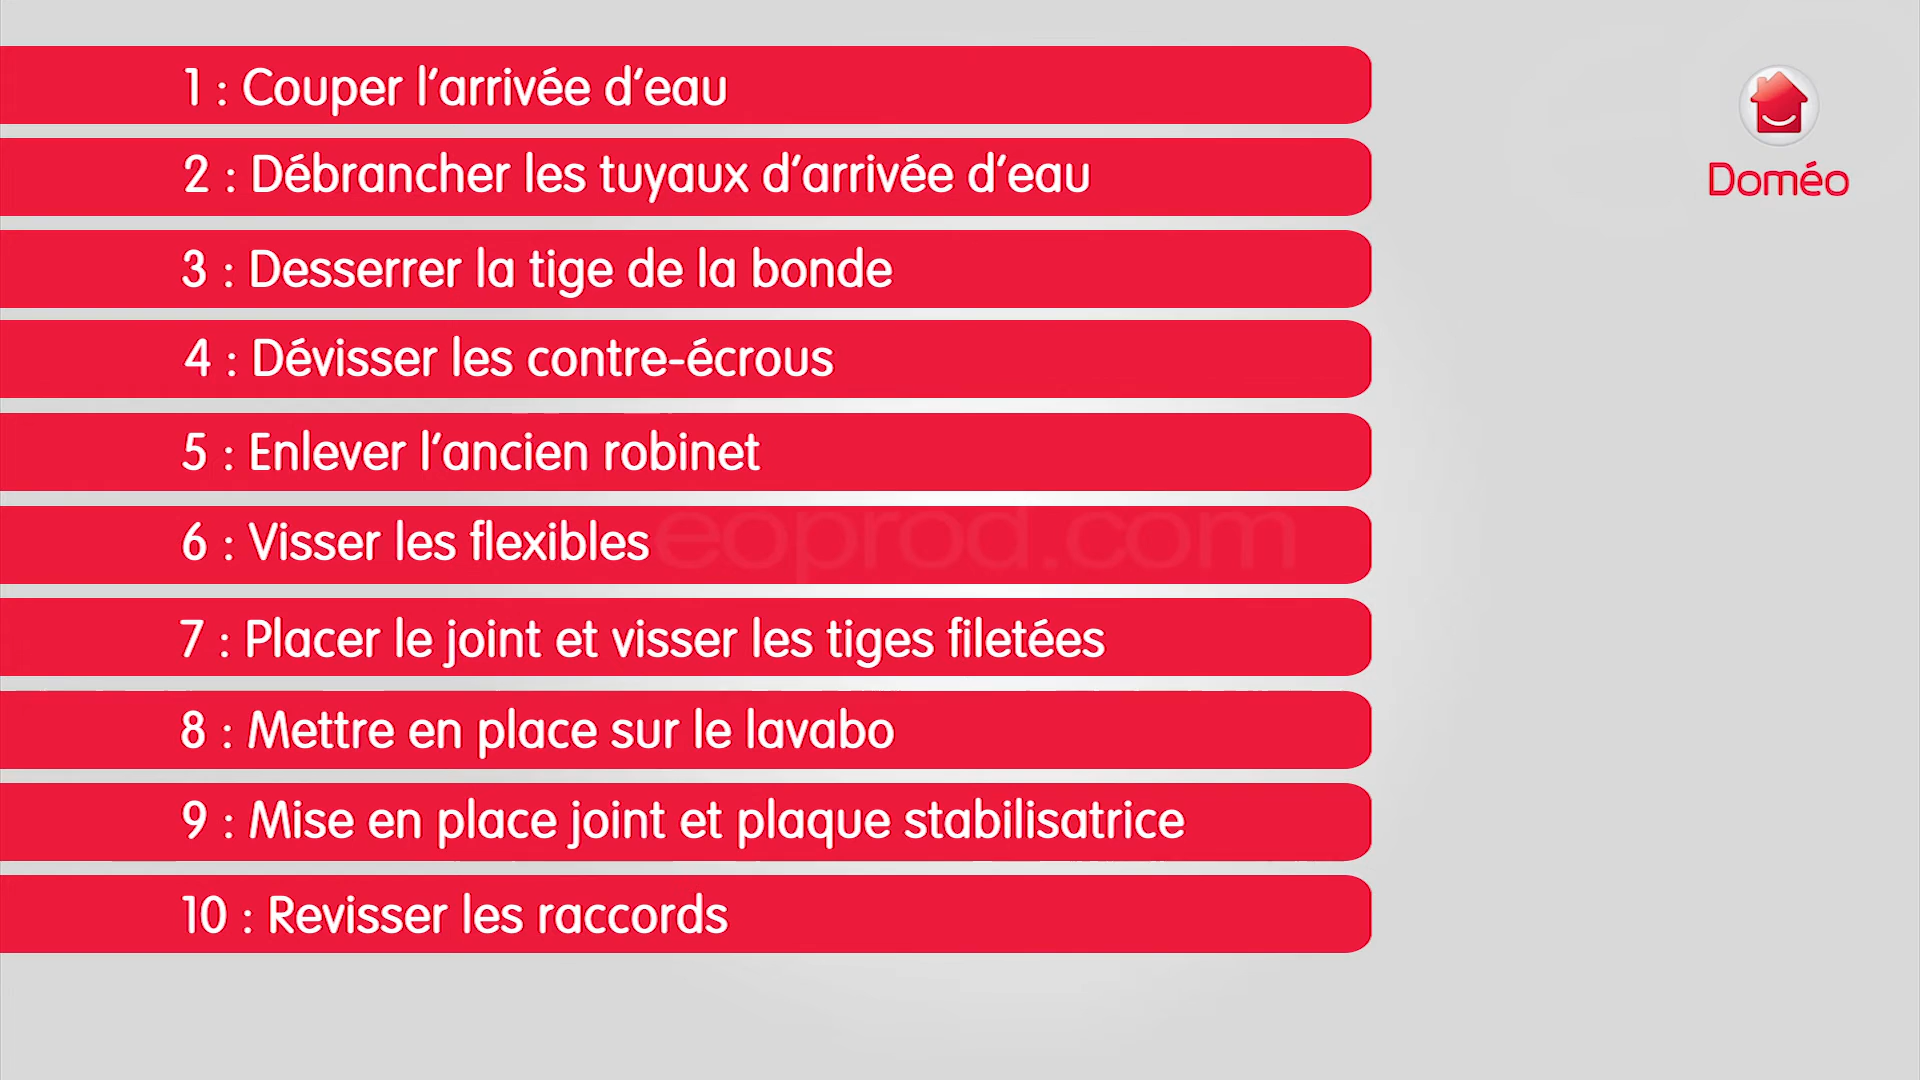 1 : Couper l’arrivée d’eau
Doméo
2 : Débrancher les tuyaux d’arrivée d’eau
3 : Desserrer la tige de la bonde
4 : Dévisser les contre-écrous
5 : Enlever l’ancien robinet
6 : Visser les flexibles
eoprod.com
7 : Placer le joint et visser les tiges filetées
8 : Mettre en place sur le lavabo
9 : Mise en place joint et plaque stabilisatrice
10 : Revisser les raccords